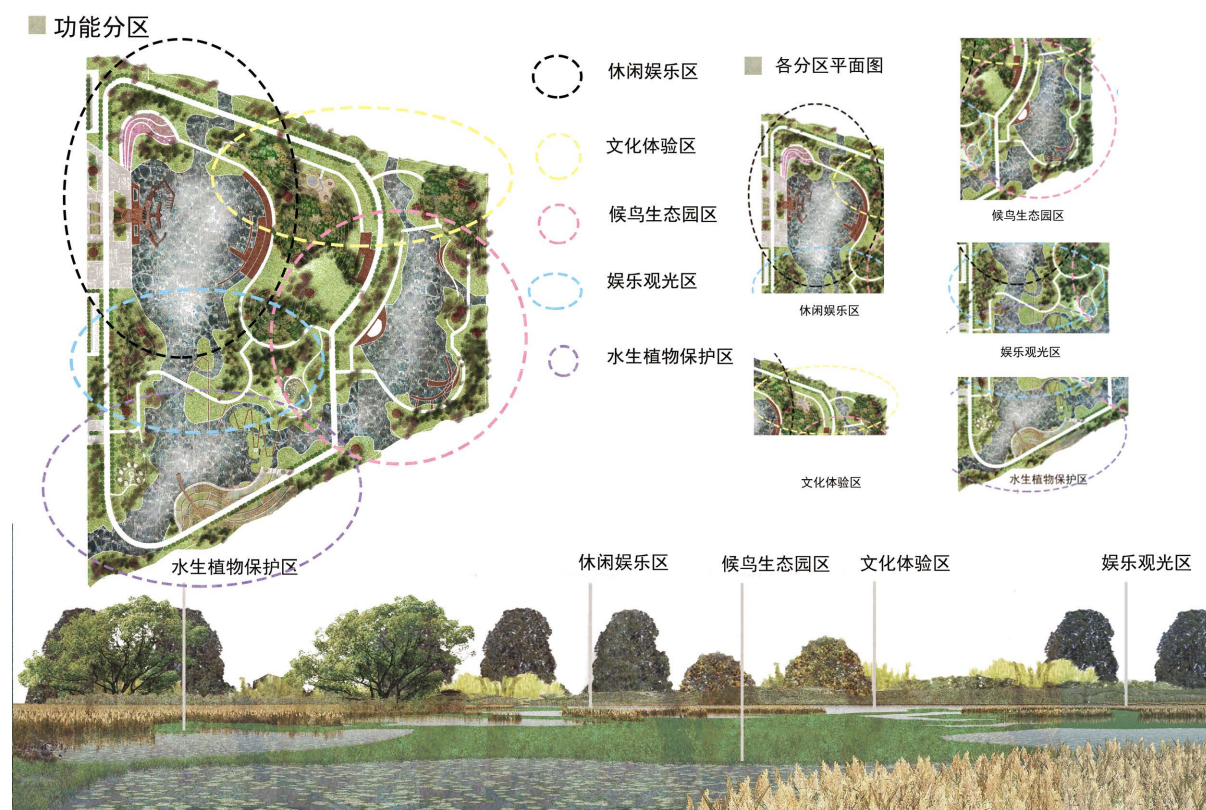 功能分区
休闲娱乐区
文化体验区
候鸟生态园区
娱乐观光区
水生植物保护区
各分区平面图
休闲娱乐区
文化体验区
候鸟生态园区
娱乐观光区
水生植物保护区
水生植物保护区
休闲娱乐区
候鸟生态园区
文化体验区
娱乐观光区